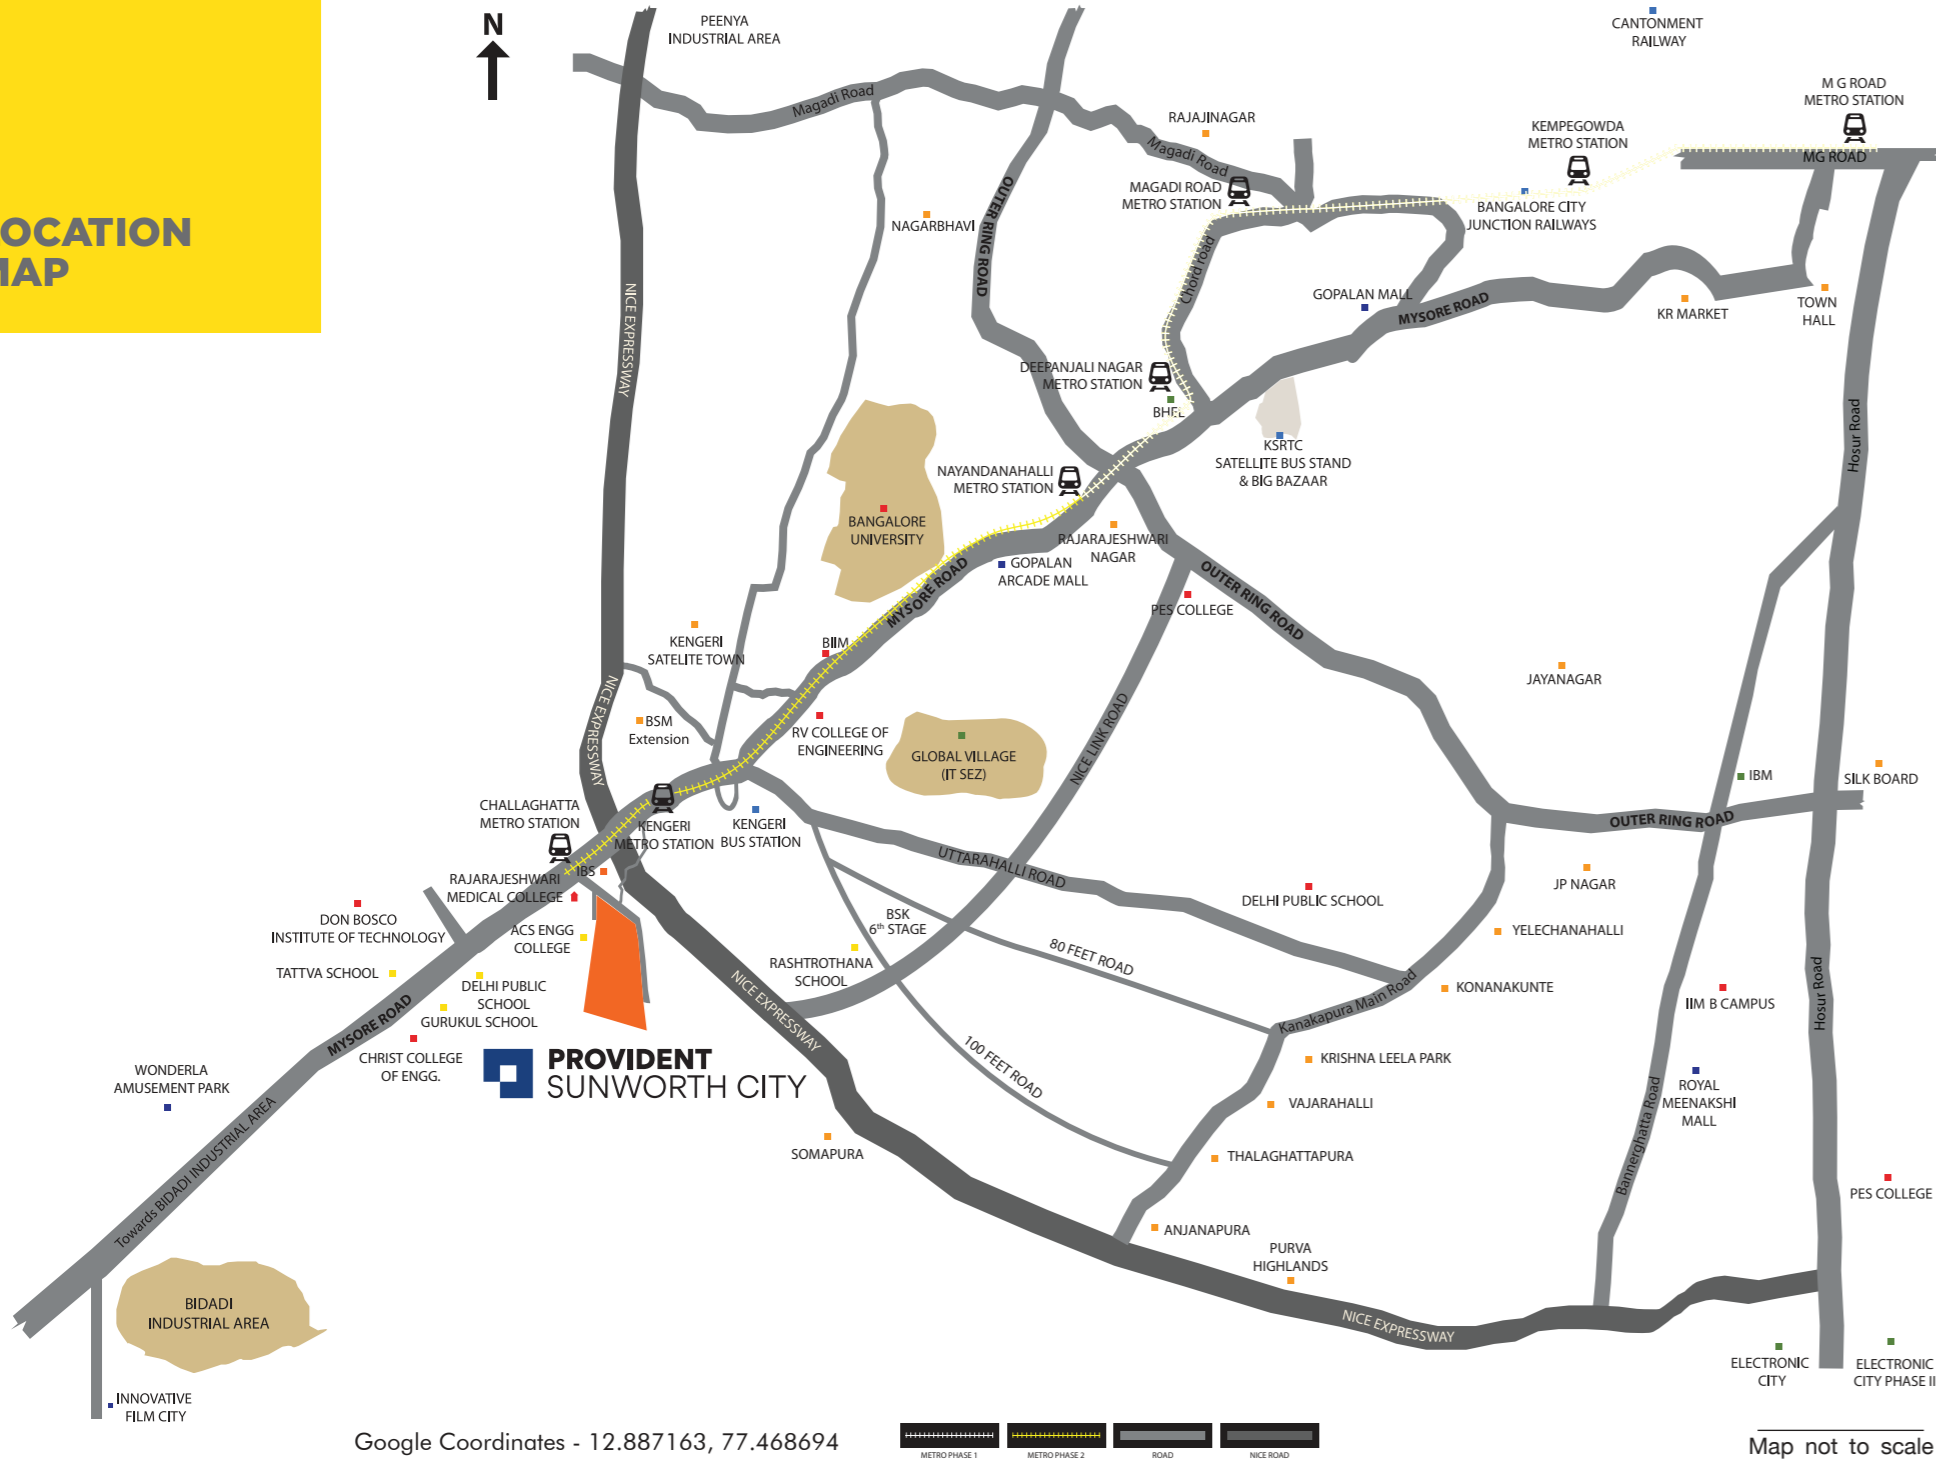 OCATION
MAP
N
PEENYA
INDUSTRIAL AREA
CANTONMENT
RAILWAY
M G ROAD
METRO STATION
KEMPEGOWDA
METRO STATION
MG ROAD
Magadi Road
RAJAJINAGAR
Magadi Road
MAGADI ROAD
METRO STATION
BANGALORE CITY
JUNCTION RAILWAYS
NAGARBHAVI
OUTER RING ROAD
Chord road
NICE EXPRESSWAY
GOPALAN MALL
MYSORE ROAD
KR MARKET
TOWN
HALL
DEEPANJALI NAGAR
METRO STATION
BHEL
KSRTC
SATELLITE BUS STAND
& BIG BAZAAR
Hosur Road
NAYANDANAHALLI
METRO STATION
BANGALORE
UNIVERSITY
RAJARAJESHWARI
NAGAR
GOPALAN
ARCADE MALL
MYSORE ROAD
PES COLLEGE
OUTER RING ROAD
KENGERI
SATELITE TOWN
BIIM
JAYANAGAR
NICE EXPRESSWAY
BSM
Extension
RV COLLEGE OF
ENGINEERING
GLOBAL VILLAGE
(IT SEZ)
NICE LINK ROAD
IBM
SILK BOARD
CHALLAGHATTA
METRO STATION
KENGERI
METRO STATION
KENGERI
BUS STATION
OUTER RING ROAD
UTTARAHALLI ROAD
IBS
RAJARAJESHWARI
MEDICAL COLLEGE
JP NAGAR
DELHI PUBLIC SCHOOL
DON BOSCO
INSTITUTE OF TECHNOLOGY
ACS ENGG
COLLEGE
BSK
6th STAGE
YELECHANAHALLI
80 FEET ROAD
TATTVA SCHOOL
DELHI PUBLIC
SCHOOL
RASHTROTHANA
SCHOOL
KONANAKUNTE
Kanakapura Main Road
IIM B CAMPUS
Hosur Road
GURUKUL SCHOOL
NICE EXPRESSWAY
MYSORE ROAD
CHRIST COLLEGE
OF ENGG.
PROVIDENT
SUNWORTH CITY
100 FEET ROAD
KRISHNA LEELA PARK
WONDERLA
AMUSEMENT PARK
VAJARAHALLI
ROYAL
MEENAKSHI
MALL
Bannerghatta Road
Towards BIDADI INDUSTRIAL AREA
SOMAPURA
THALAGHATTAPURA
PES COLLEGE
ANJANAPURA
PURVA
HIGHLANDS
BIDADI
INDUSTRIAL AREA
NICE EXPRESSWAY
ELECTRONIC
CITY
ELECTRONIC
CITY PHASE II
INNOVATIVE
FILM CITY
Google Coordinates - 12.887163, 77.468694
METRO PHASE 1
METRO PHASE 2
ROAD
NICE ROAD
Map not to scale